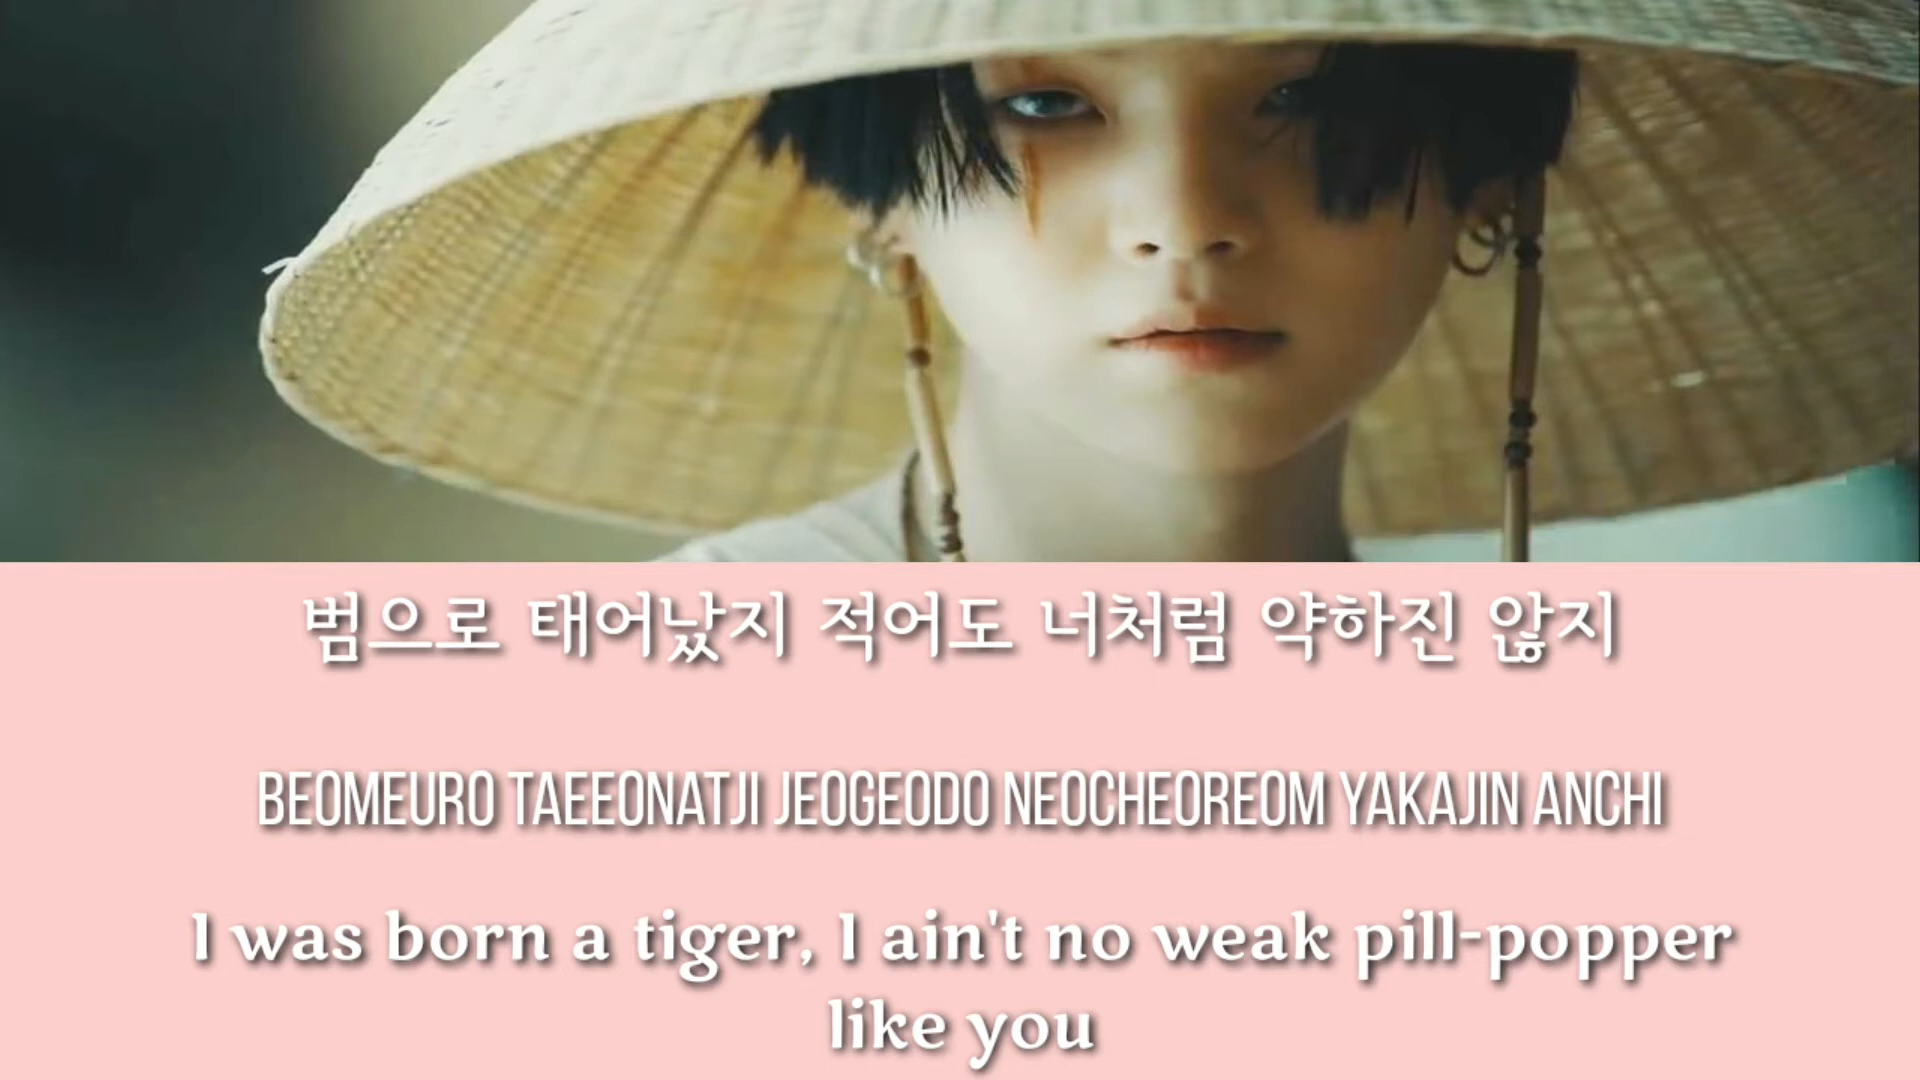 범으로 태어났지 적어도 너처럼 약하진 않지
BEOMEURO TAEEONATJI JEOGEODO NEOCHEOREOM YAKAJIN ANCHI
I was born a tiger, I ain't no weak pill-popper
like you